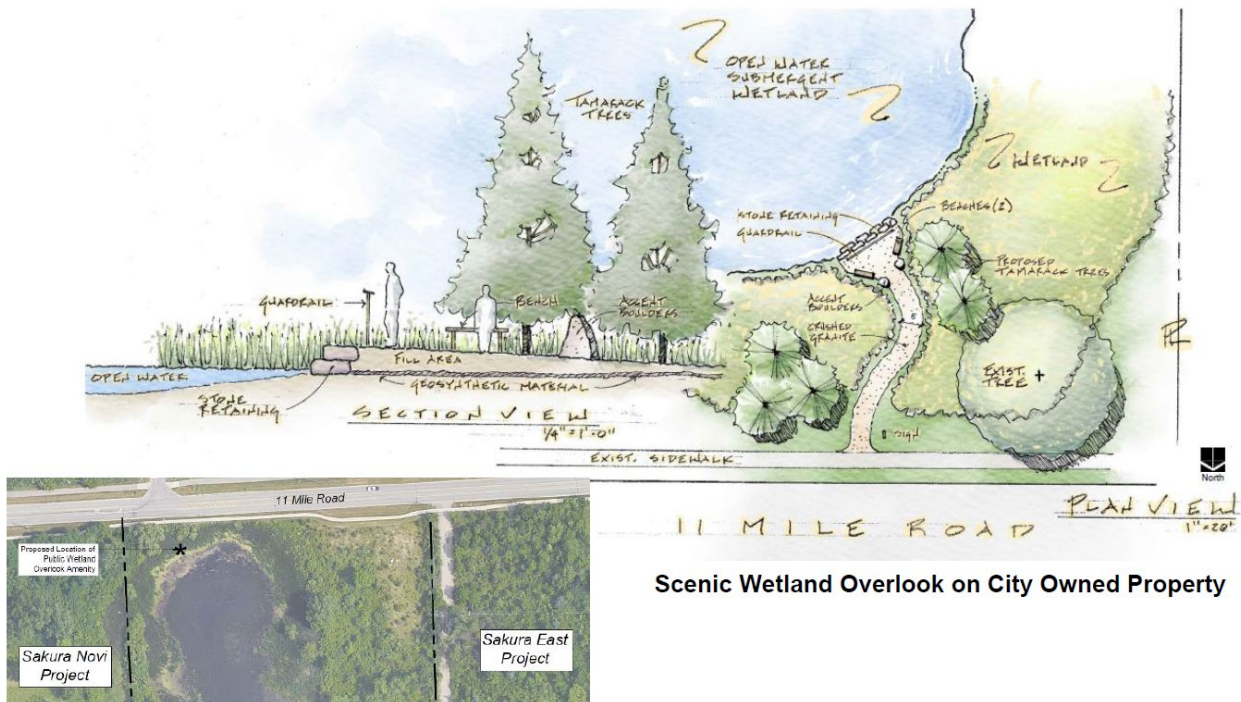 OPEN WATER
SUBMERGENT
WETLAND
TAMARACK
TREES
WETLAND
STONE RETAINING
GUARDRAIL
BENCHES (2)
PROPOSED
TAMARACK TREES
GUARDRAIL
BENCH
ACCENT
BOULDERS
ACCENT
BOULDERS
CRUSHED
GRANITE
FILL AREA
OPEN WATER
GEOSYNTHETIC MATERIAL
STONE
RETAINING
EXIST.
TREE +
PL
SECTION VIEW
1/4" = 1'-0"
SIGN
EXIST. SIDEWALK
North
11 MILE ROAD
PLAN VIEW
1"=20'
Scenic Wetland Overlook on City Owned Property
11 Mile Road
Proposed Location of
Public Wetland
Overlook Amenity
*
Sakura Novi
Project
Sakura East
Project